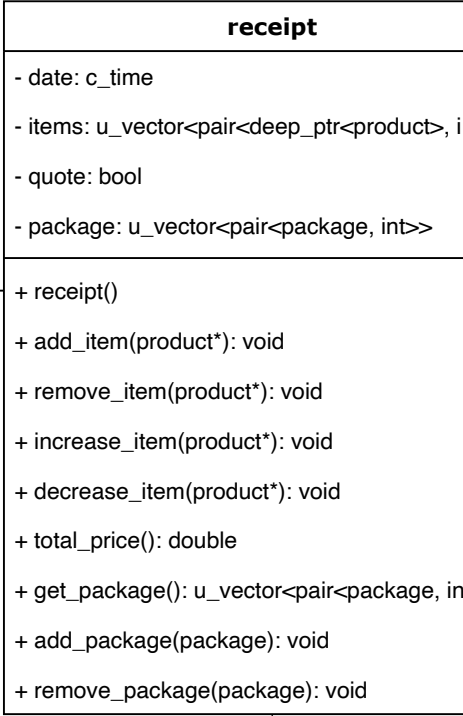 receipt
- date: c_time
- items: u_vector<pair<deep_ptr<product>, i
- quote: bool
- package: u_vector<pair<package, int>>
+ receipt()
+ add_item(product*): void
+ remove_item(product*): void
+ increase_item(product*): void
+ decrease_item(product*): void
+ total_price(): double
+ get_package(): u_vector<pair<package, in
+ add_package(package): void
+ remove_package(package): void